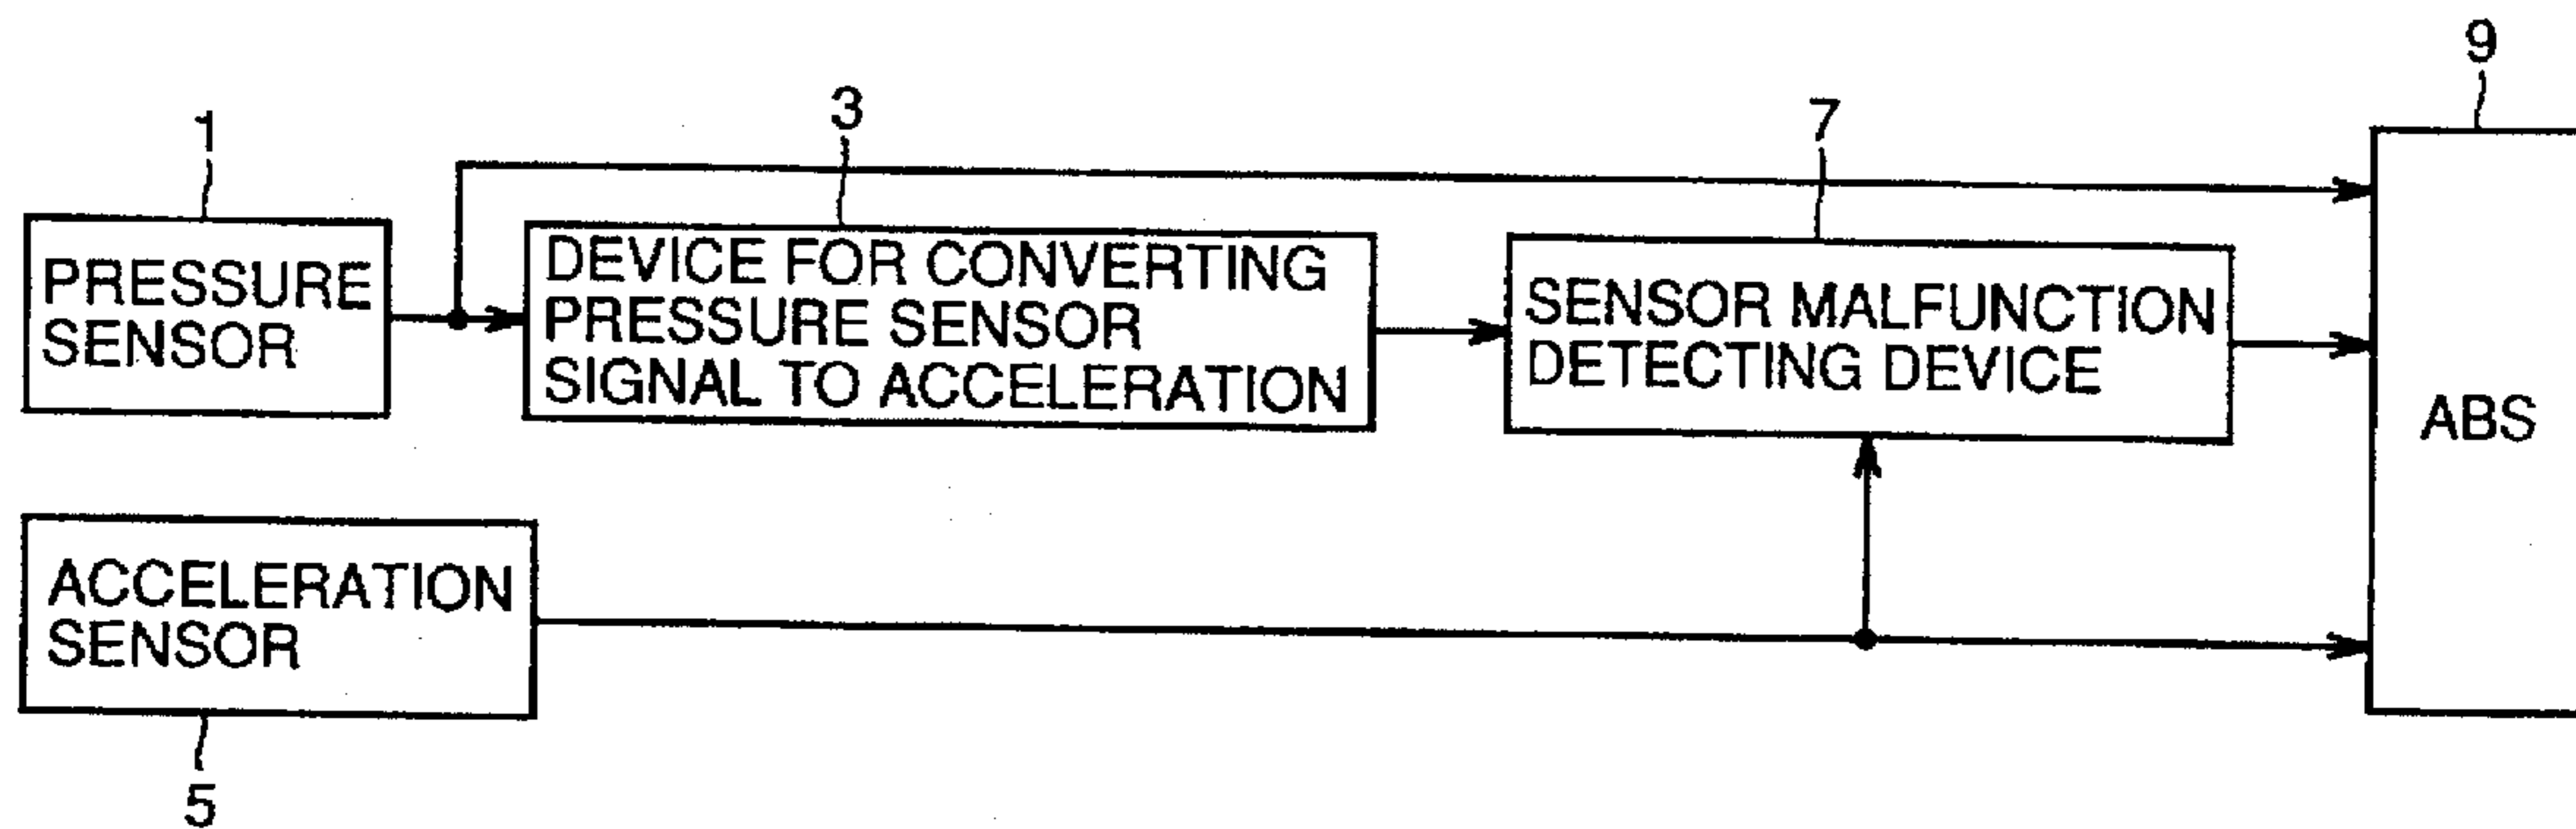 1
3
7
9
PRESSURE
SENSOR
DEVICE FOR CONVERTING
PRESSURE SENSOR
SIGNAL TO ACCELERATION
SENSOR MALFUNCTION
DETECTING DEVICE
ABS
ACCELERATION
SENSOR
5